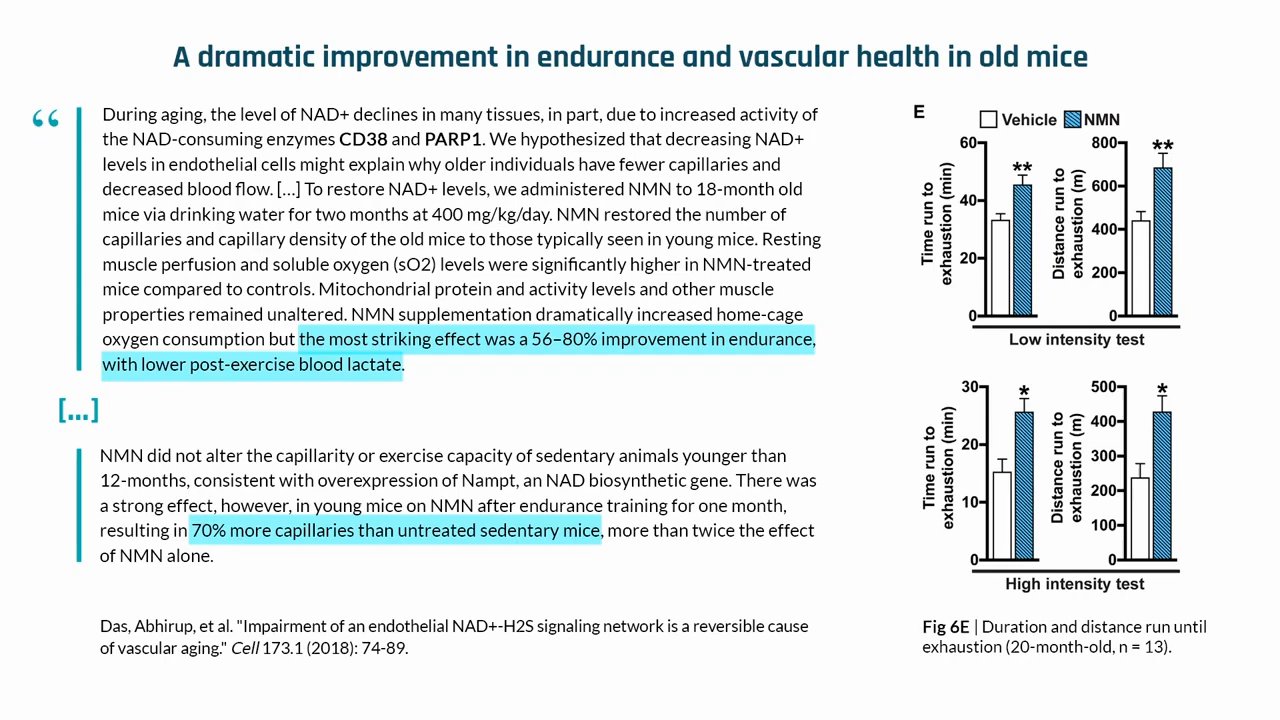 A dramatic improvement in endurance and vascular health in old mice
“
During aging, the level of NAD+ declines in many tissues, in part, due to increased activity of
the NAD-consuming enzymes CD38 and PARP1. We hypothesized that decreasing NAD+
levels in endothelial cells might explain why older individuals have fewer capillaries and
decreased blood flow. [...] To restore NAD+ levels, we administered NMN to 18-month old
mice via drinking water for two months at 400 mg/kg/day. NMN restored the number of
capillaries and capillary density of the old mice to those typically seen in young mice. Resting
muscle perfusion and soluble oxygen (sO2) levels were significantly higher in NMN-treated
mice compared to controls. Mitochondrial protein and activity levels and other muscle
properties remained unaltered. NMN supplementation dramatically increased home-cage
oxygen consumption but the most striking effect was a 56–80% improvement in endurance,
with lower post-exercise blood lactate.
[...]
NMN did not alter the capillarity or exercise capacity of sedentary animals younger than
12-months, consistent with overexpression of Nampt, an NAD biosynthetic gene. There was
a strong effect, however, in young mice on NMN after endurance training for one month,
resulting in 70% more capillaries than untreated sedentary mice, more than twice the effect
of NMN alone.
Das, Abhirup, et al. "Impairment of an endothelial NAD+-H2S signaling network is a reversible cause
of vascular aging." Cell 173.1 (2018): 74-89.
E
Vehicle NMN
Time run to
exhaustion (min)
60
40
20
0
**
Distance run to
exhaustion (m)
800
600
400
200
0
**
Low intensity test
Time run to
exhaustion (min)
30
20
10
0
*
Distance run to
exhaustion (m)
500
400
300
200
100
0
*
High intensity test
Fig 6E | Duration and distance run until
exhaustion (20-month-old, n = 13).